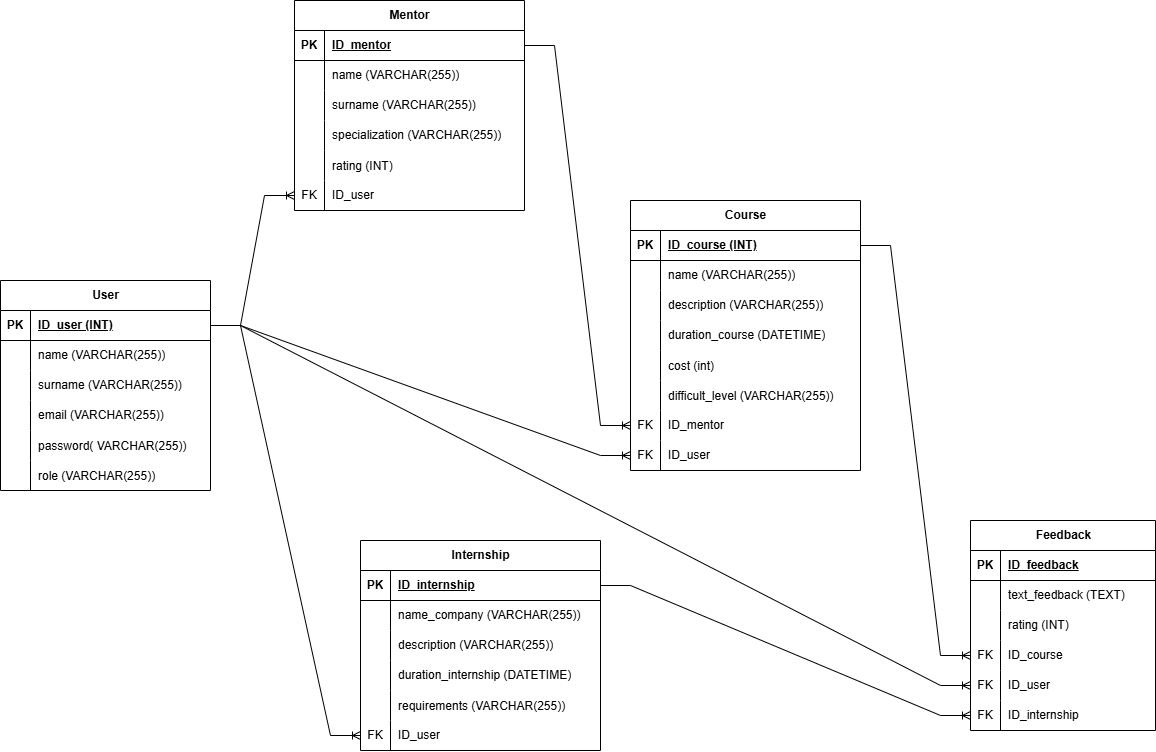 Mentor
PK ID_mentor
name (VARCHAR(255))
surname (VARCHAR(255))
specialization (VARCHAR(255))
rating (INT)
FK ID_user
Course
PK ID_course (INT)
name (VARCHAR(255))
description (VARCHAR(255))
duration_course (DATETIME)
cost (int)
difficult_level (VARCHAR(255))
FK ID_mentor
FK ID_user
User
PK ID_user (INT)
name (VARCHAR(255))
surname (VARCHAR(255))
email (VARCHAR(255))
password( VARCHAR(255))
role (VARCHAR(255))
Internship
PK ID_internship
name_company (VARCHAR(255))
description (VARCHAR(255))
duration_internship (DATETIME)
requirements (VARCHAR(255))
FK ID_user
Feedback
PK ID_feedback
text_feedback (TEXT)
rating (INT)
FK ID_course
FK ID_user
FK ID_internship